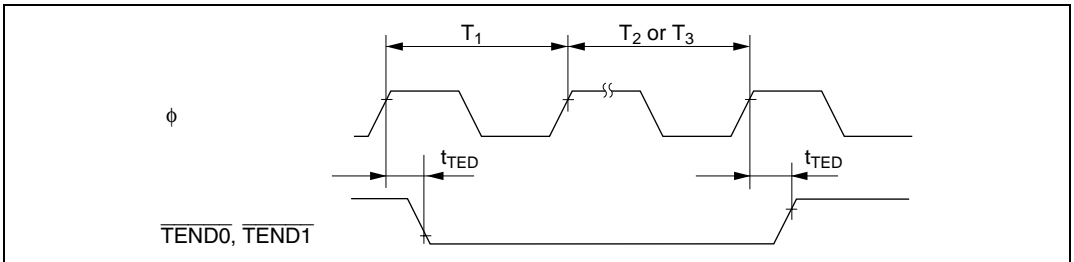 T1
T2 or T3
φ
tTED
tTED
TEND0, TEND1